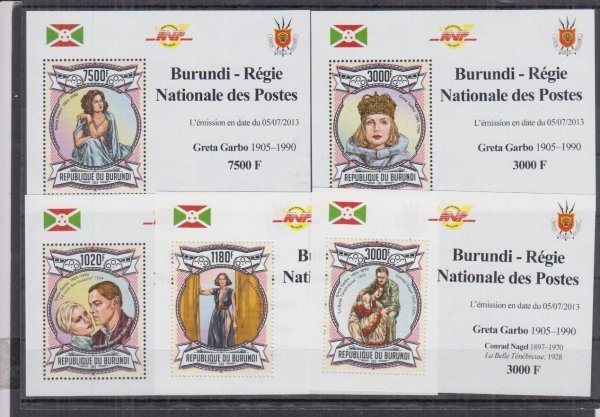 RNP
7500F
Burundi - Régie
Nationale des Postes
L'émission en date du 05/07/2013
Greta Garbo 1905–1990
7500 F
REPUBLIQUE DU BURUNDI
RNP
3000F
Burundi - Régie
Nationale des Postes
L'émission en date du 05/07/2013
Greta Garbo 1905–1990
3000 F
REPUBLIQUE DU BURUNDI
1020F
REPUBLIQUE DU BURUNDI
1180F
REPUBLIQUE DU BURUNDI
RNP
3000F
REPUBLIQUE DU BURUNDI
Burundi - Régie
Nationale des Postes
L'émission en date du 05/07/2013
Greta Garbo 1905–1990
Conrad Nagel 1897-1970
La Belle Ténébreuse, 1928
3000 F